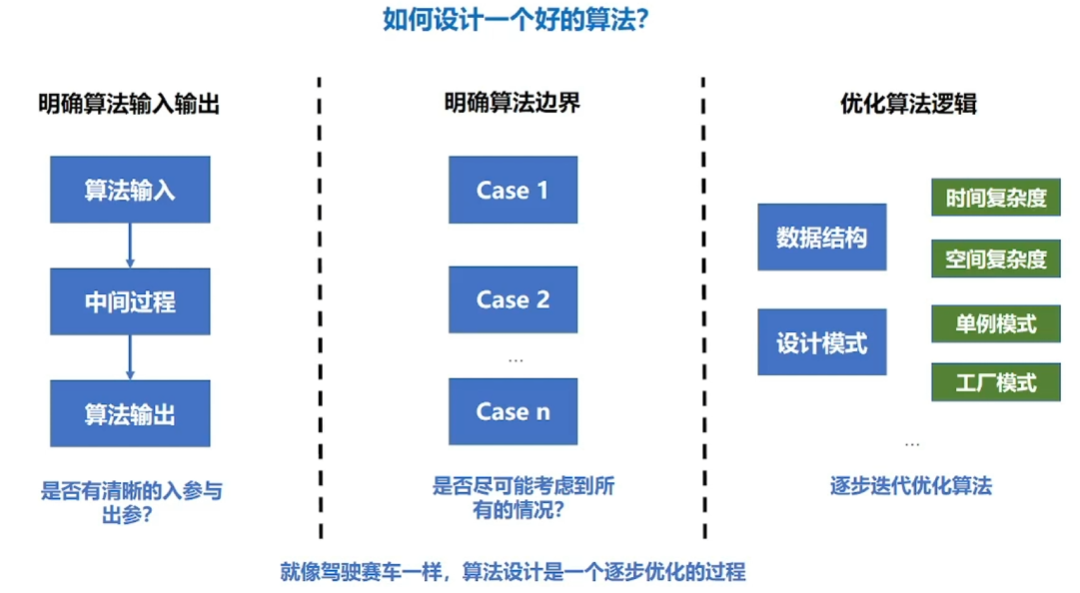 如何设计一个好的算法？
明确算法输入输出
算法输入
中间过程
算法输出
是否有清晰的入参与
出参？
明确算法边界
Case 1
Case 2
...
Case n
是否尽可能考虑到所
有的情况？
优化算法逻辑
数据结构
时间复杂度
空间复杂度
设计模式
单例模式
工厂模式
...
逐步迭代优化算法
就像驾驶赛车一样，算法设计是一个逐步优化的过程